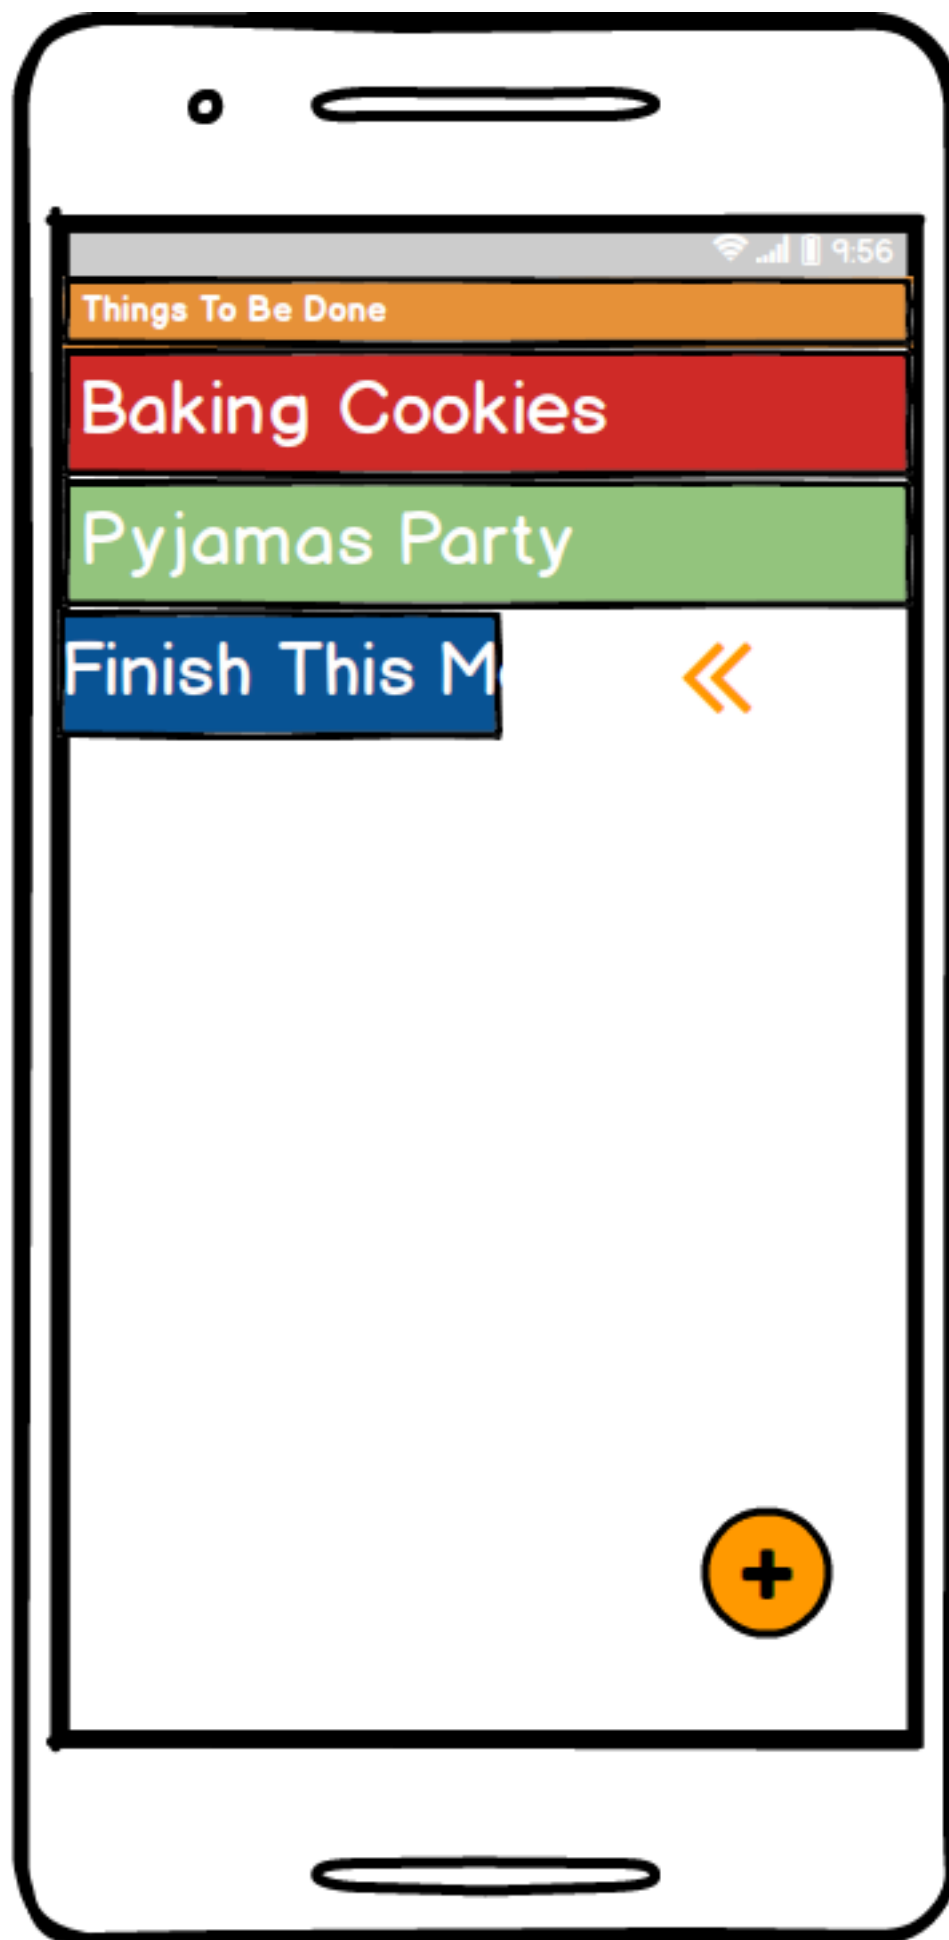 9:56
Things To Be Done
Baking Cookies
Pyjamas Party
Finish This M